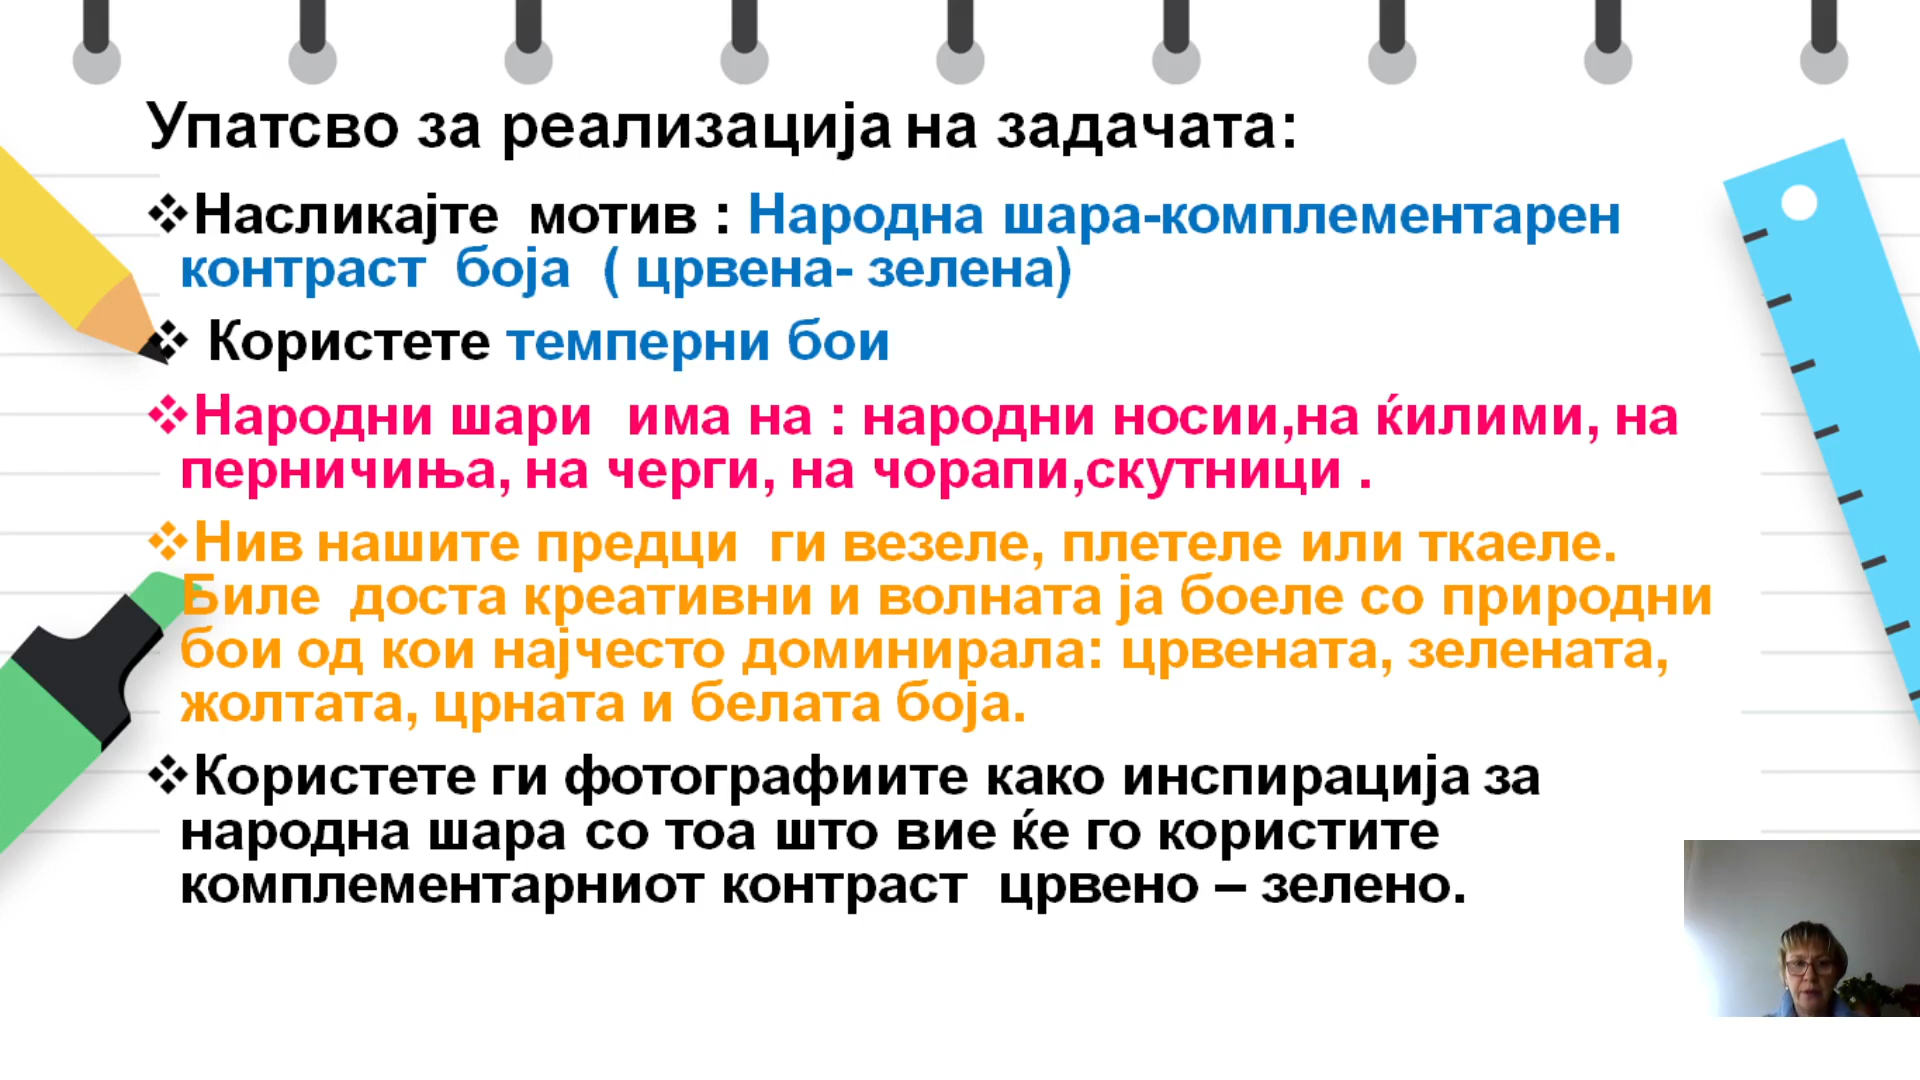 Упатсво за реализација на задачата:
❖Насликајте мотив : Народна шара-комплементарен
контраст боја ( црвена- зелена)
❖ Користете темперни бои
❖Народни шари има на : народни носии,на ќилими, на
перничиња, на черги, на чорапи,скутници .
❖Нив нашите предци ги везеле, плетеле или ткаеле.
Биле доста креативни и волната ја боеле со природни
бои од кои најчесто доминирала: црвената, зелената,
жолтата, црната и белата боја.
❖Користете ги фотографиите како инспирација за
народна шара со тоа што вие ќе го користите
комплементарниот контраст црвено – зелено.